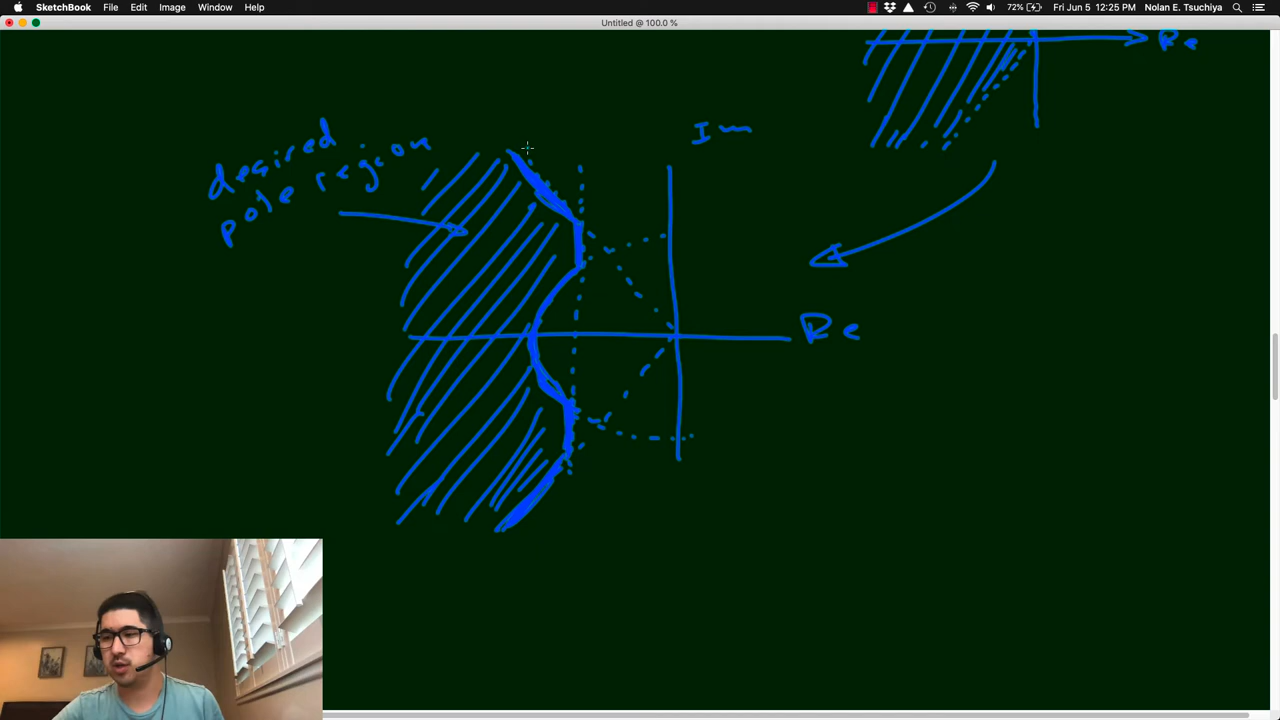 SketchBook File Edit Image Window Help
72% Fri Jun 5 12:25 PM Nolan E. Tsuchiya
Untitled @ 100.0 %
Re
Im
desired
pole region
Re